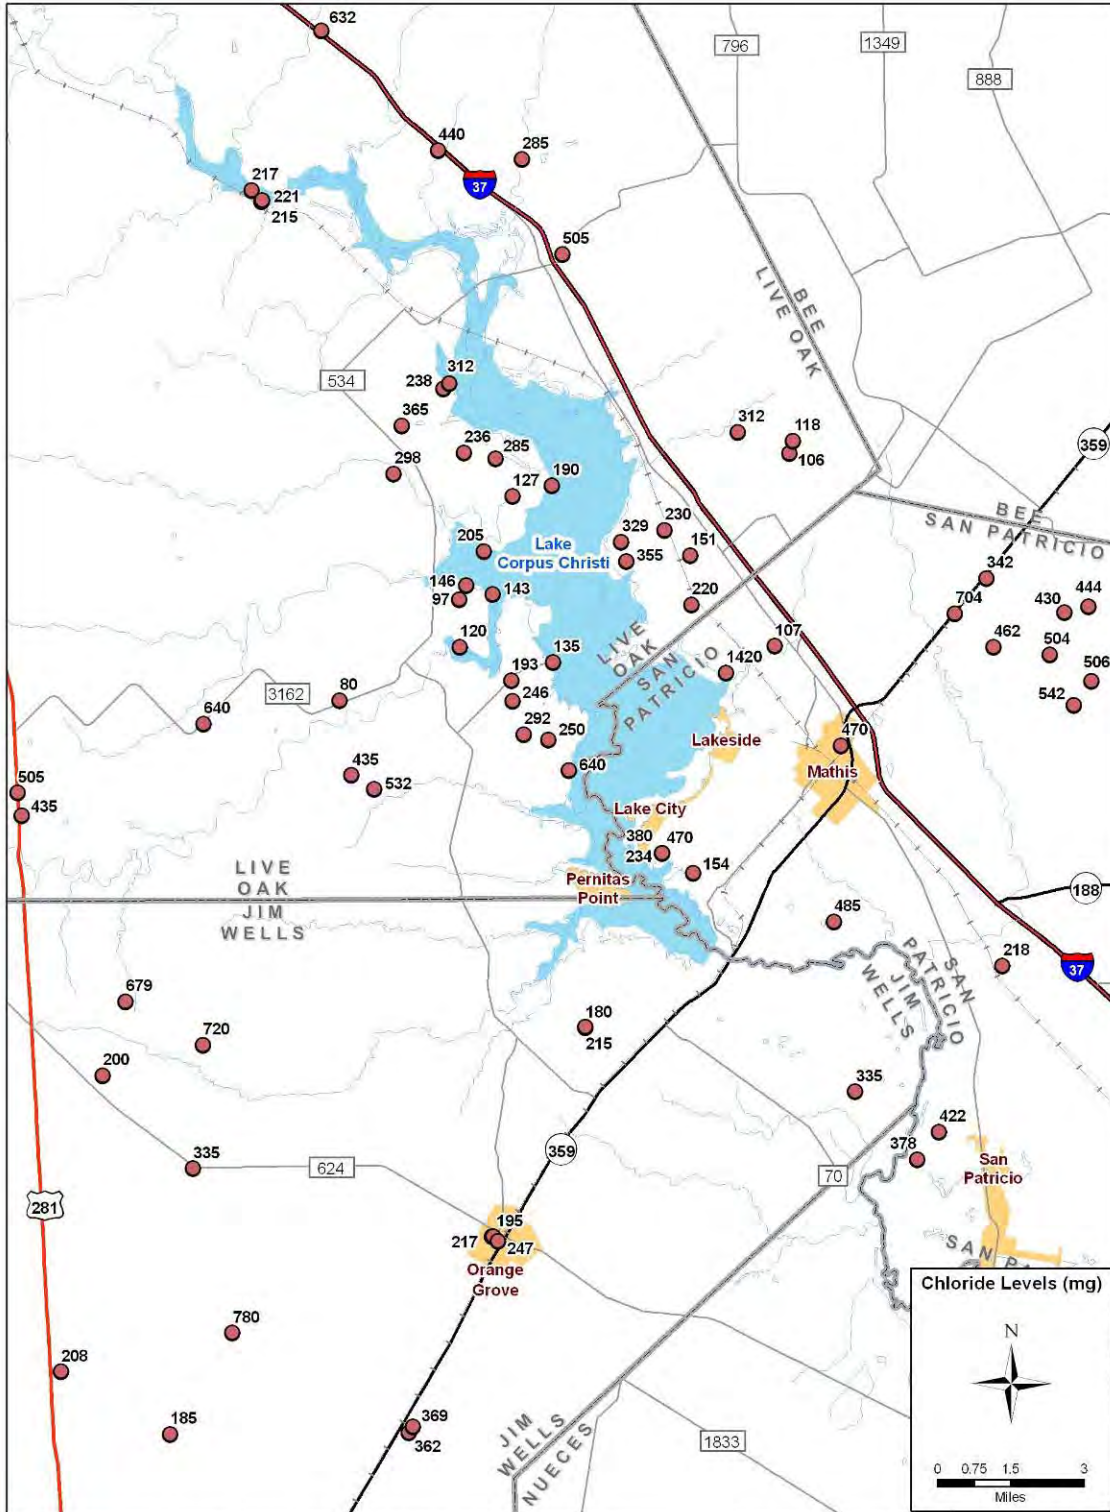 632
796
1349
888
440
285
37
217
221
215
505
BEE
LIVE OAK
534
312
238
365
312
118
106
359
236
285
298
190
127
BEE
SAN PATRICIO
230
329
205
Lake
Corpus Christi
355
151
342
146
143
97
220
704
430
444
120
107
462
504
135
LIVE
OAK
SAN
PATRICIO
1420
506
193
3162
80
246
542
640
292
250
Lakeside
470
640
Mathis
435
532
505
435
Lake City
380
470
234
154
LIVE
OAK
JIM
WELLS
Pernitas
Point
188
485
SAN
PATRICIO
JIM
WELLS
218
37
679
180
215
720
200
335
422
378
335
624
359
70
San
Patricio
281
195
217
247
Orange
Grove
SAN PA
Chloride Levels (mg)
N
780
208
185
369
362
JIM
WELLS
NUECES
1833
0 0.75 1.5 3
Miles